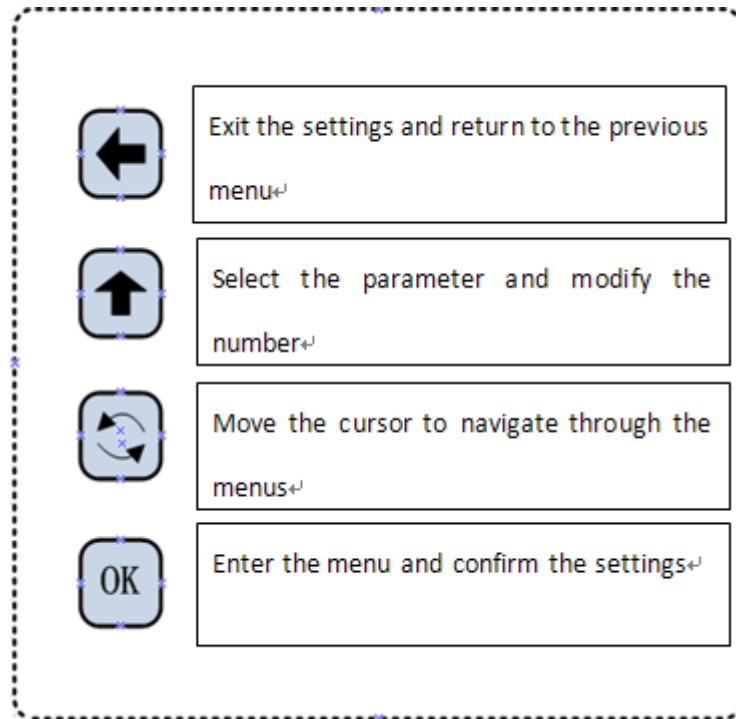 Exit the settings and return to the previous
menu↵
Select the parameter and modify the
number↵
Move the cursor to navigate through the
menus↵
OK
Enter the menu and confirm the settings↵